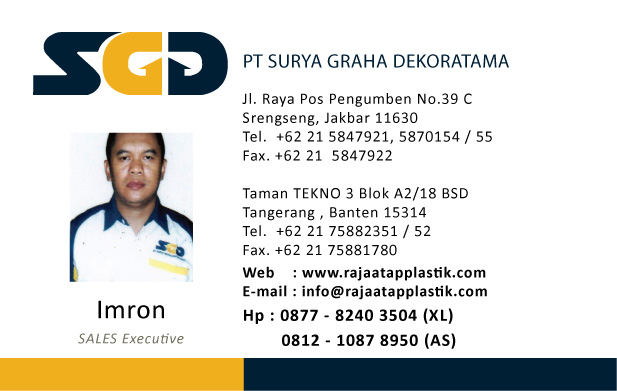 SGD
PT SURYA GRAHA DEKORATAMA
Jl. Raya Pos Pengumben No.39 C
Srengseng, Jakbar 11630
Tel.  +62 21 5847921, 5870154 / 55
Fax. +62 21  5847922
Taman TEKNO 3 Blok A2/18 BSD
Tangerang , Banten 15314
Tel.  +62 21 75882351 / 52
Fax. +62 21 75881780
Web    : www.rajaatapplastik.com
E-mail : info@rajaatapplastik.com
Hp : 0877 - 8240 3504 (XL)
0812 - 1087 8950 (AS)
SGD
Imron
SALES Executive